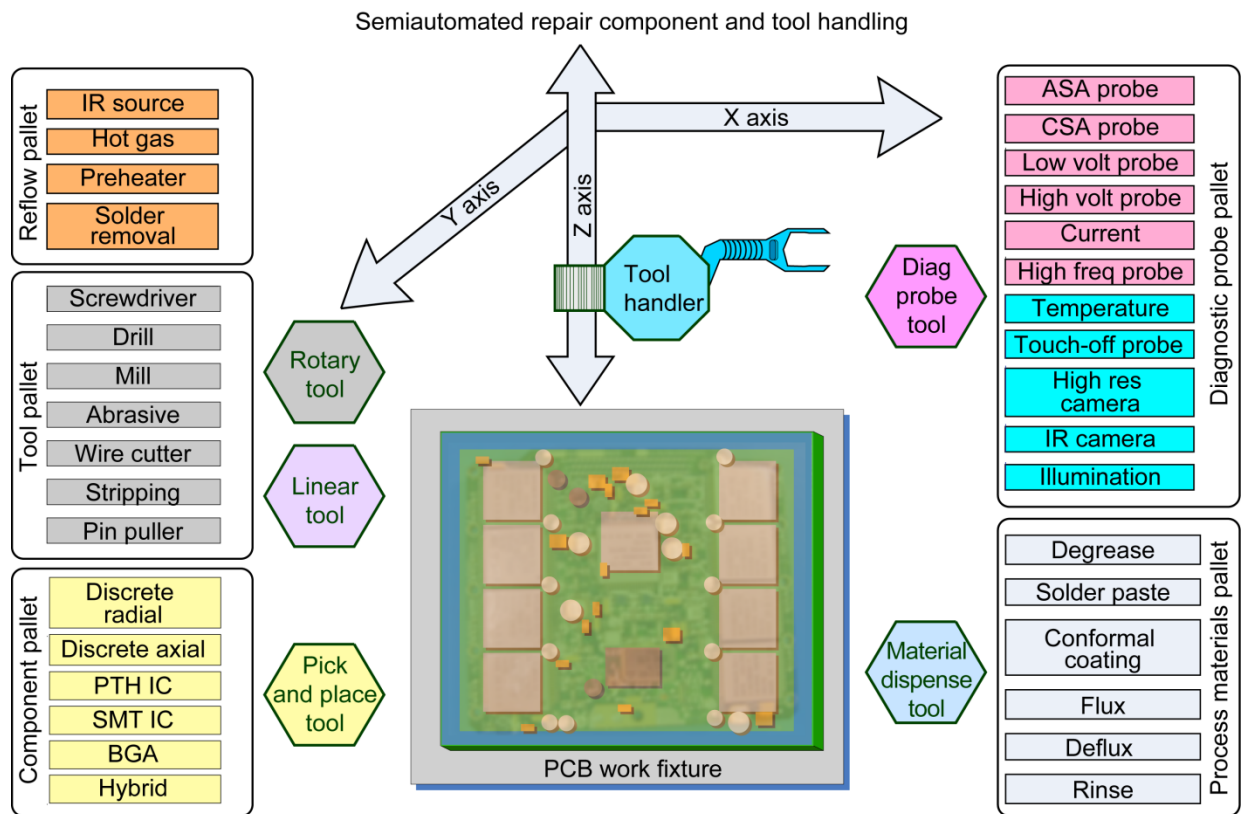 Semiautomated repair component and tool handling
Reflow pallet
IR source
Hot gas
Preheater
Solder
removal
Tool pallet
Screwdriver
Drill
Mill
Abrasive
Wire cutter
Stripping
Pin puller
Component pallet
Discrete
radial
Discrete axial
PTH IC
SMT IC
BGA
Hybrid
X axis
Y axis
Z axis
Tool
handler
Rotary
tool
Linear
tool
Pick
and place
tool
Diag
probe
tool
Material
dispense
tool
PCB work fixture
Diagnostic probe pallet
ASA probe
CSA probe
Low volt probe
High volt probe
Current
High freq probe
Temperature
Touch-off probe
High res
camera
IR camera
Illumination
Process materials pallet
Degrease
Solder paste
Conformal
coating
Flux
Deflux
Rinse